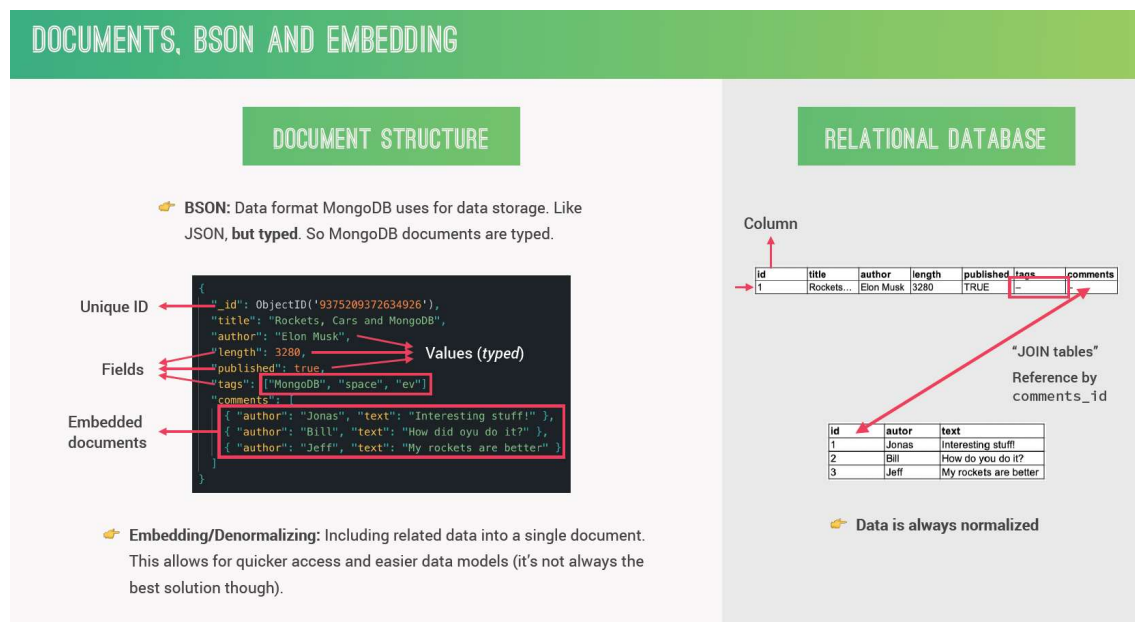 DOCUMENTS, BSON AND EMBEDDING
DOCUMENT STRUCTURE
BSON: Data format MongoDB uses for data storage. Like
JSON, but typed. So MongoDB documents are typed.
Unique ID
Fields
Embedded
documents
{
"_id": ObjectID('9375209372634926'),
"title": "Rockets, Cars and MongoDB",
"author": "Elon Musk",
"length": 3280,
"published": true,
"tags": ["MongoDB", "space", "ev"]
"comments": [
{ "author": "Jonas", "text": "Interesting stuff!" },
{ "author": "Bill", "text": "How did oyu do it?" },
{ "author": "Jeff", "text": "My rockets are better" }
]
}
Values (typed)
Embedding/Denormalizing: Including related data into a single document.
This allows for quicker access and easier data models (it's not always the
best solution though).
RELATIONAL DATABASE
Column
id title author length published tags comments
1 Rockets... Elon Musk 3280 TRUE – –
"JOIN tables"
Reference by
comments_id
id autor text
1 Jonas Interesting stuff!
2 Bill How do you do it?
3 Jeff My rockets are better
Data is always normalized